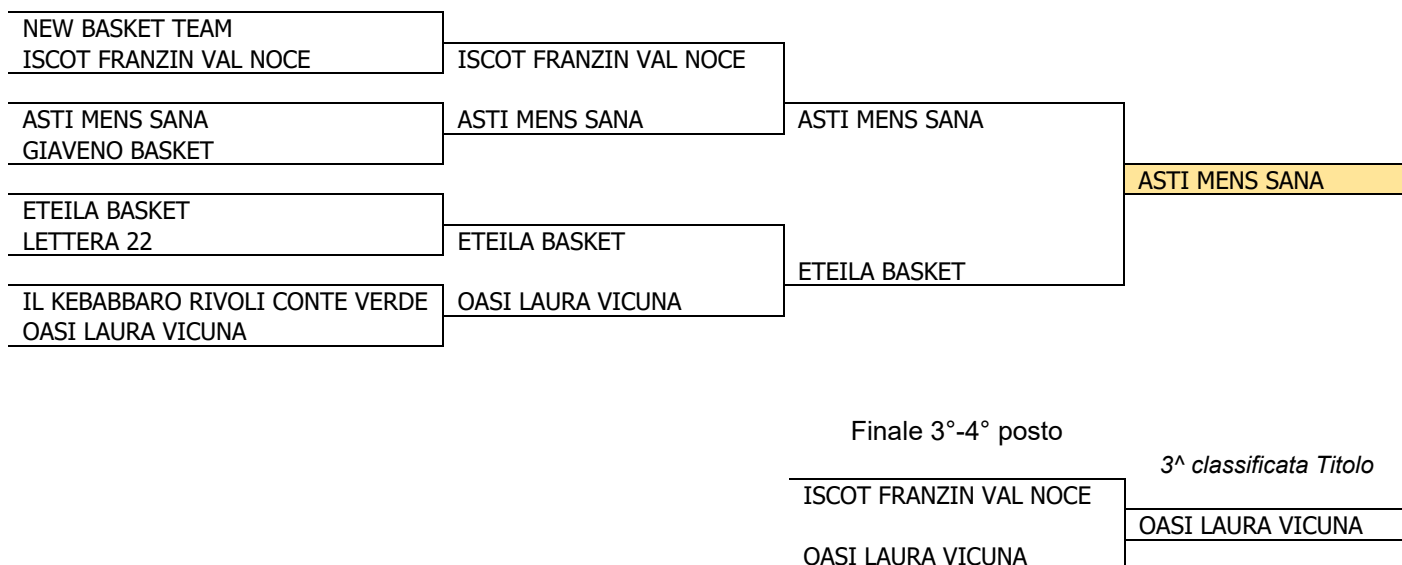 NEW BASKET TEAM
ISCOT FRANZIN VAL NOCE
ISCOT FRANZIN VAL NOCE
ASTI MENS SANA
ASTI MENS SANA
ASTI MENS SANA
GIAVENO BASKET
ASTI MENS SANA
ETEILA BASKET
LETTERA 22
ETEILA BASKET
ETEILA BASKET
IL KEBABBARO RIVOLI CONTE VERDE
OASI LAURA VICUNA
OASI LAURA VICUNA
Finale 3°-4° posto
3^ classificata Titolo
ISCOT FRANZIN VAL NOCE
OASI LAURA VICUNA
OASI LAURA VICUNA